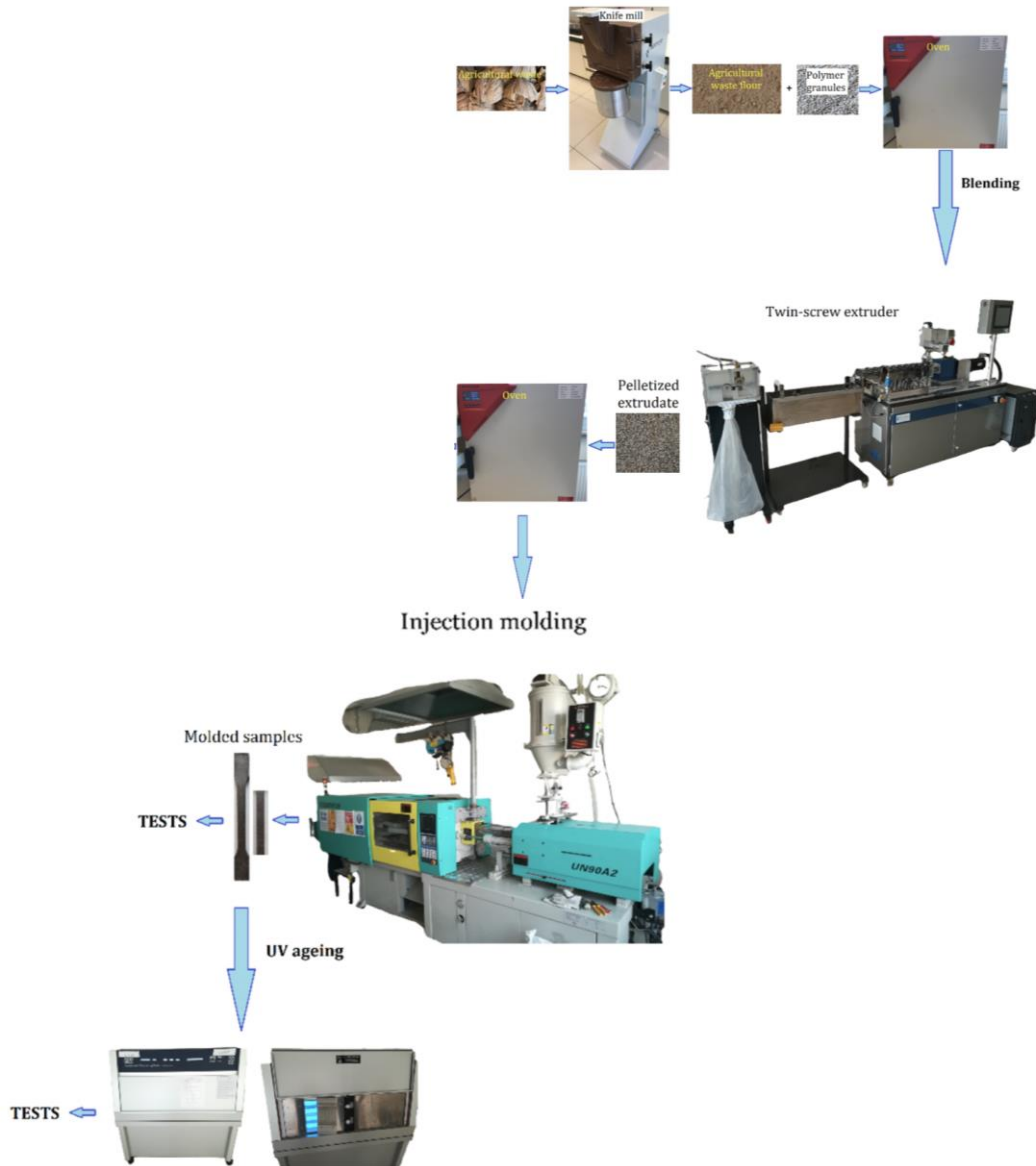 Knife mill
Agricultural waste
Agricultural
waste floor
+
Polymer
granules
Oven
Blending
Twin-screw extruder
Oven
Pelletized
extrudate
Injection molding
Molded samples
TESTS
UN90A2
UV ageing
TESTS